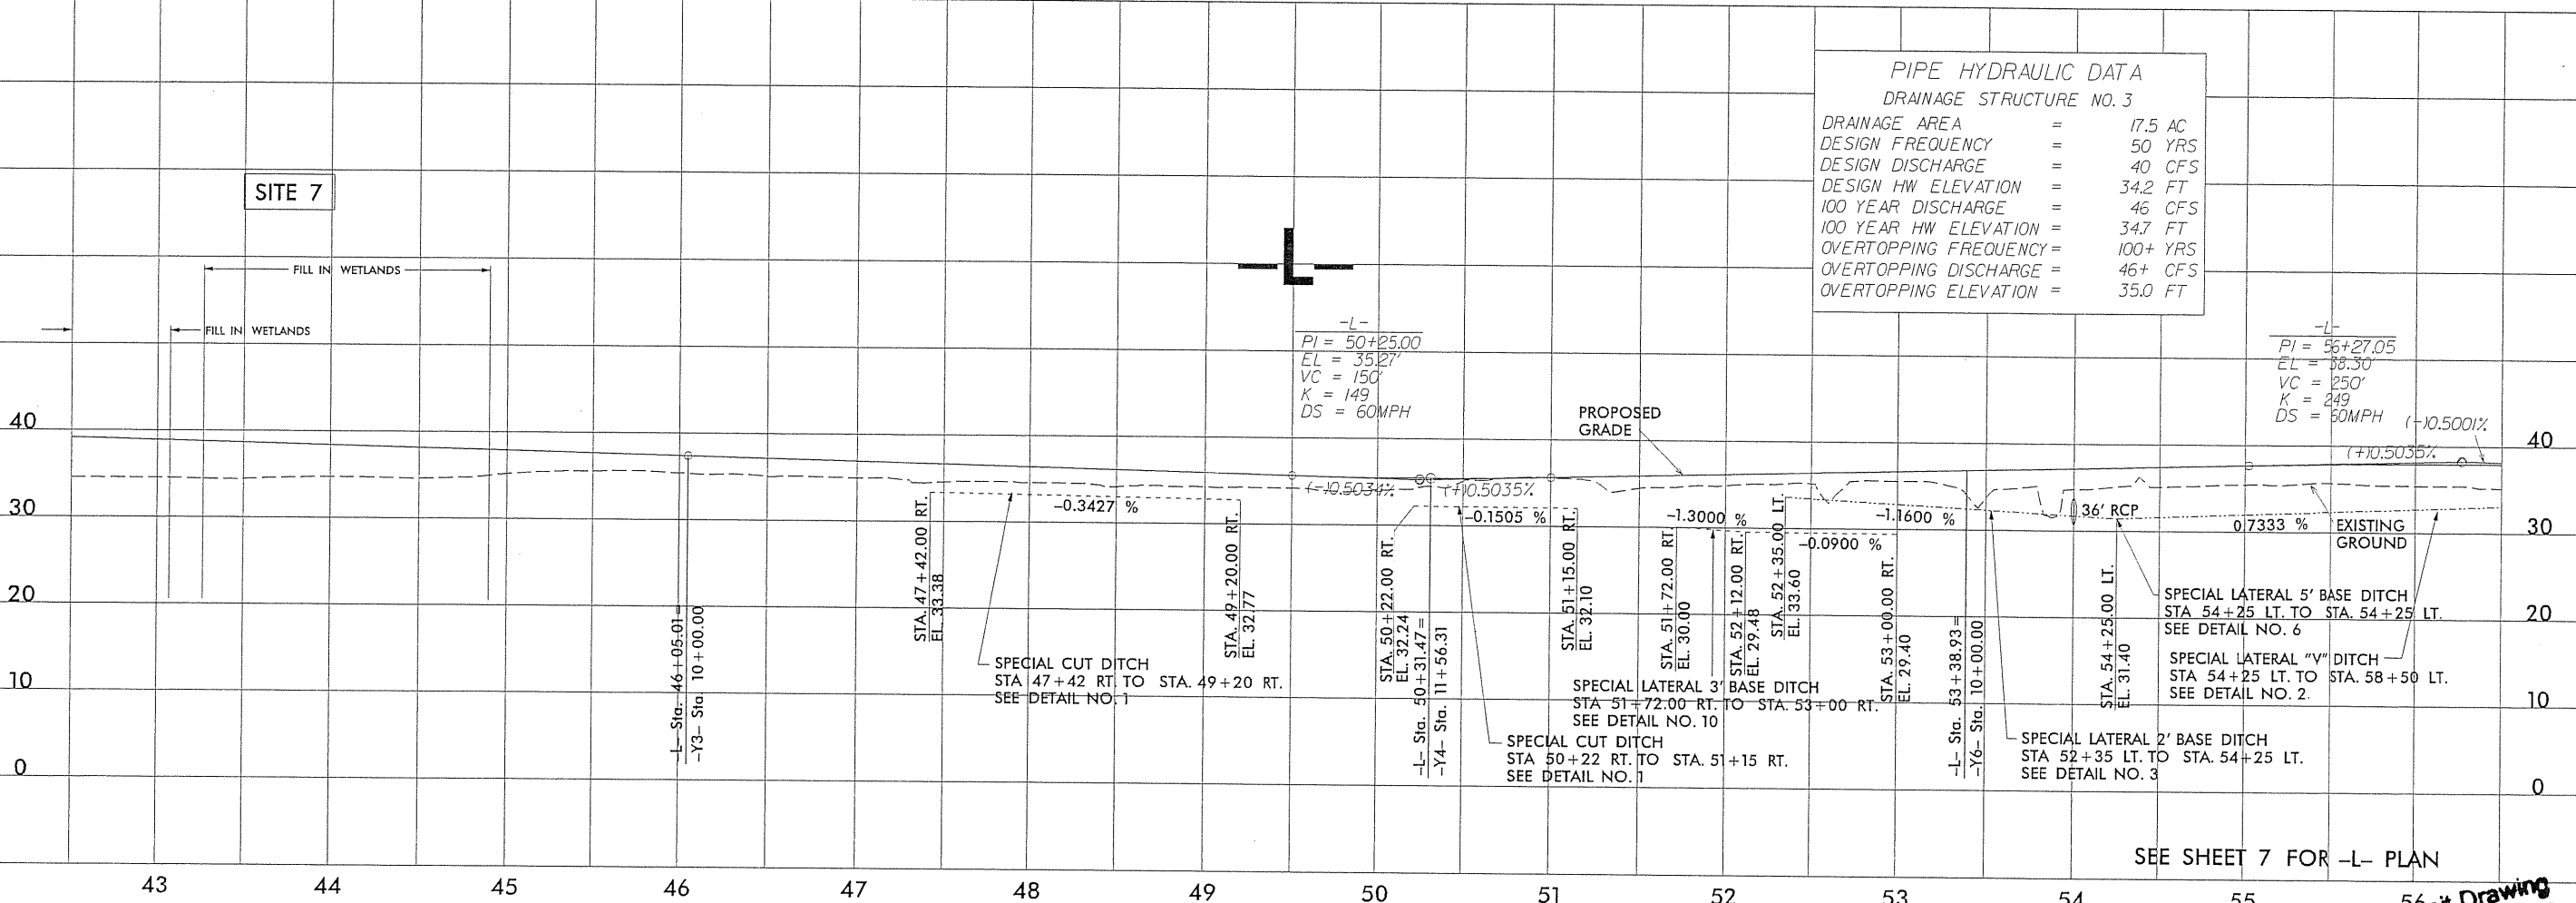 PIPE HYDRAULIC DATA
DRAINAGE STRUCTURE NO. 3
DRAINAGE AREA = 17.5 AC
DESIGN FREQUENCY = 50 YRS
DESIGN DISCHARGE = 40 CFS
DESIGN HW ELEVATION = 34.2 FT
100 YEAR DISCHARGE = 46 CFS
100 YEAR HW ELEVATION = 34.7 FT
OVERTOPPING FREQUENCY = 100+ YRS
OVERTOPPING DISCHARGE = 46+ CFS
OVERTOPPING ELEVATION = 35.0 FT
SITE 7
FILL IN WETLANDS
FILL IN WETLANDS
-L-
-L-
PI = 50+25.00
EL = 35.27'
VC = 150'
K = 149
DS = 60MPH
-L-
PI = 56+27.05
EL = 38.30'
VC = 250'
K = 249
DS = 60MPH
(-)0.5001%
(+)0.5035%
PROPOSED
GRADE
40
40
(-)0.5034%
(+)0.5035%
-0.3427 %
-0.1505 %
-1.3000 %
-0.0900 %
-1.1600 %
36' RCP
0.7333 %
EXISTING
GROUND
30
30
STA. 47+42.00 RT.
EL. 33.38
STA. 49+20.00 RT.
EL. 32.77
STA. 50+22.00 RT.
EL. 32.24
STA. 51+15.00 RT.
EL. 32.10
STA. 51+72.00 RT.
EL. 30.00
STA. 52+12.00 RT.
EL. 29.48
STA. 52+35.00 LT.
EL. 33.60
STA. 53+00.00 RT.
EL. 29.40
STA. 54+25.00 LT.
EL. 31.40
20
20
-L- Sta. 46+05.01=
-Y3- Sta 10+00.00
-L- Sta. 50+31.47=
-Y4- Sta. 11+56.31
-L- Sta. 53+38.93=
-Y6- Sta. 10+00.00
SPECIAL CUT DITCH
STA 47+42 RT. TO STA. 49+20 RT.
SEE DETAIL NO. 1
SPECIAL LATERAL 3' BASE DITCH
STA 51+72.00 RT. TO STA. 53+00 RT.
SEE DETAIL NO. 10
SPECIAL CUT DITCH
STA 50+22 RT. TO STA. 51+15 RT.
SEE DETAIL NO. 1
SPECIAL LATERAL 5' BASE DITCH
STA 54+25 LT. TO STA. 54+25 LT.
SEE DETAIL NO. 6
SPECIAL LATERAL "V" DITCH
STA 54+25 LT. TO STA. 58+50 LT.
SEE DETAIL NO. 2
SPECIAL LATERAL 2' BASE DITCH
STA 52+35 LT. TO STA. 54+25 LT.
SEE DETAIL NO. 3
10
10
0
0
SEE SHEET 7 FOR -L- PLAN
43 44 45 46 47 48 49 50 51 52 53 54 55 56
Drawing